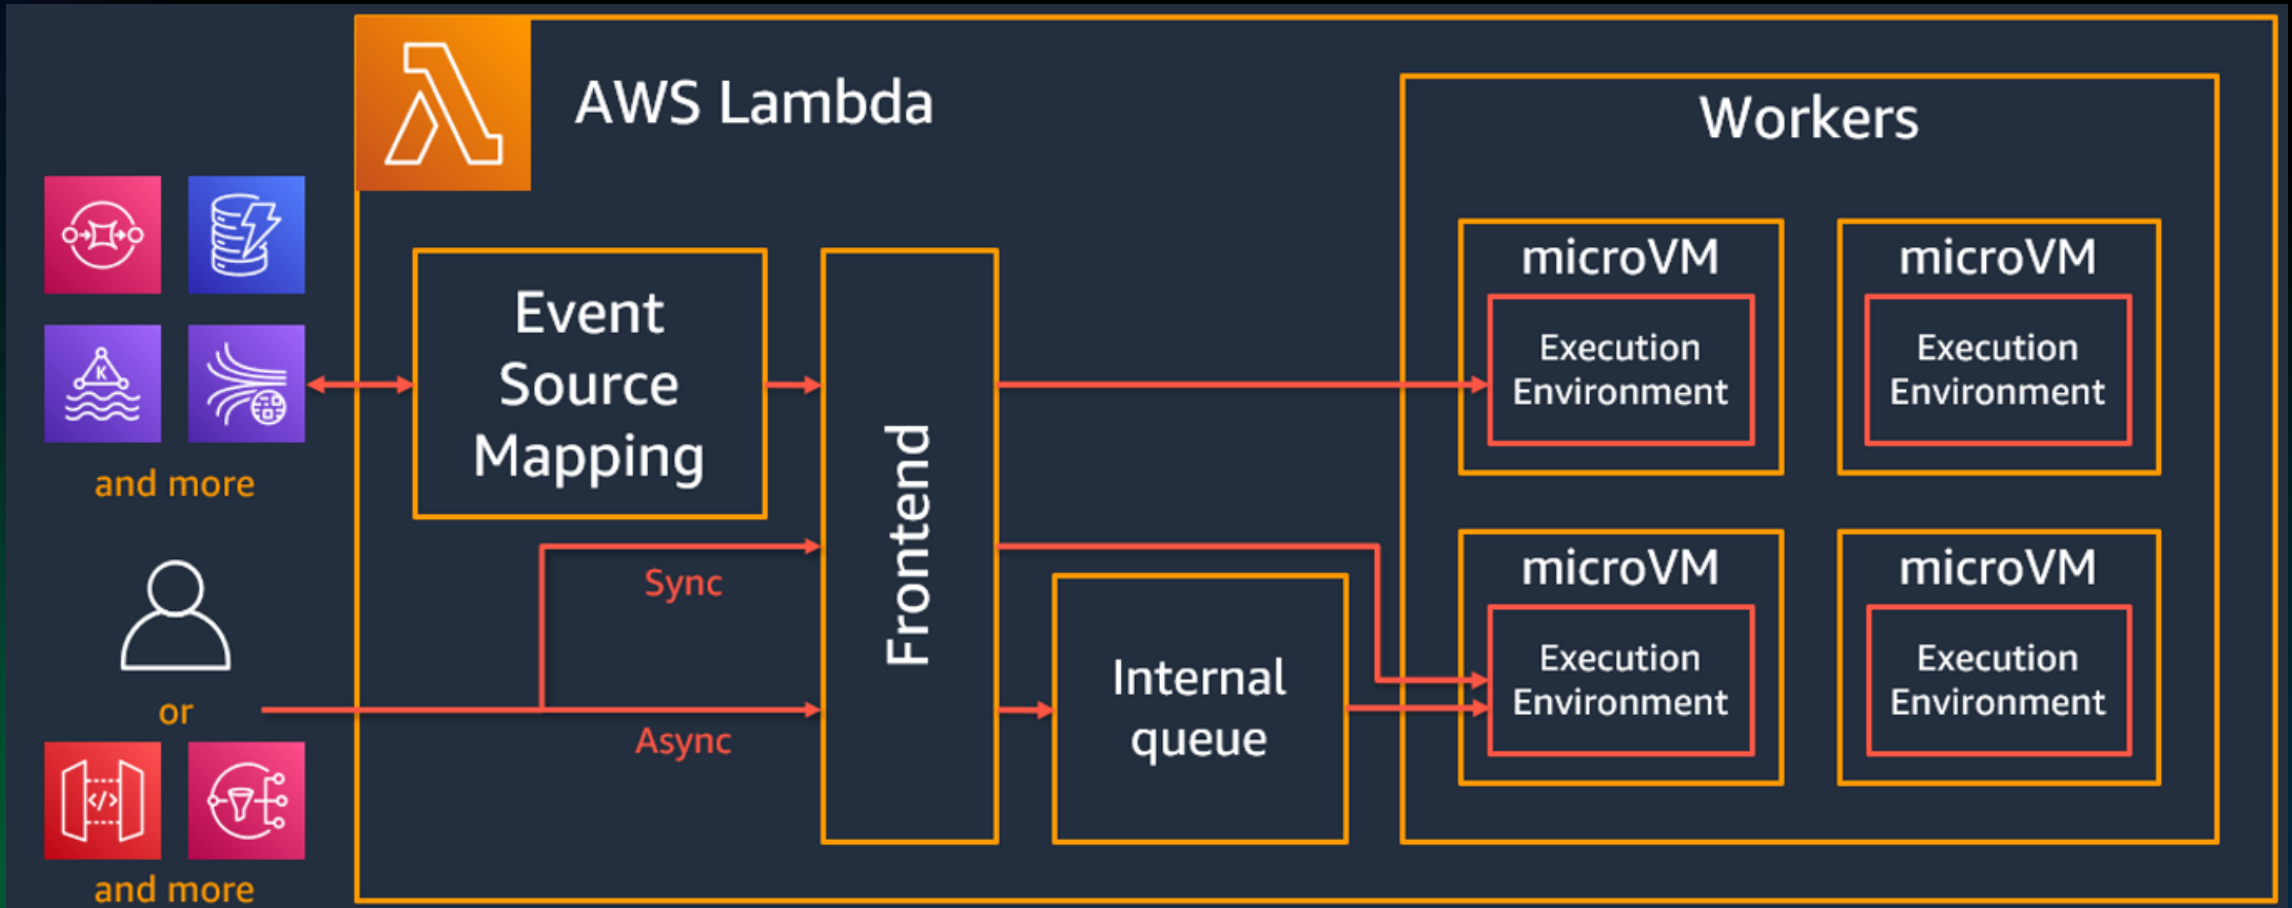 AWS Lambda
Workers
and more
or
and more
Event
Source
Mapping
Sync
Async
Frontend
Internal
queue
microVM
Execution
Environment
microVM
Execution
Environment
microVM
Execution
Environment
microVM
Execution
Environment
K
</>